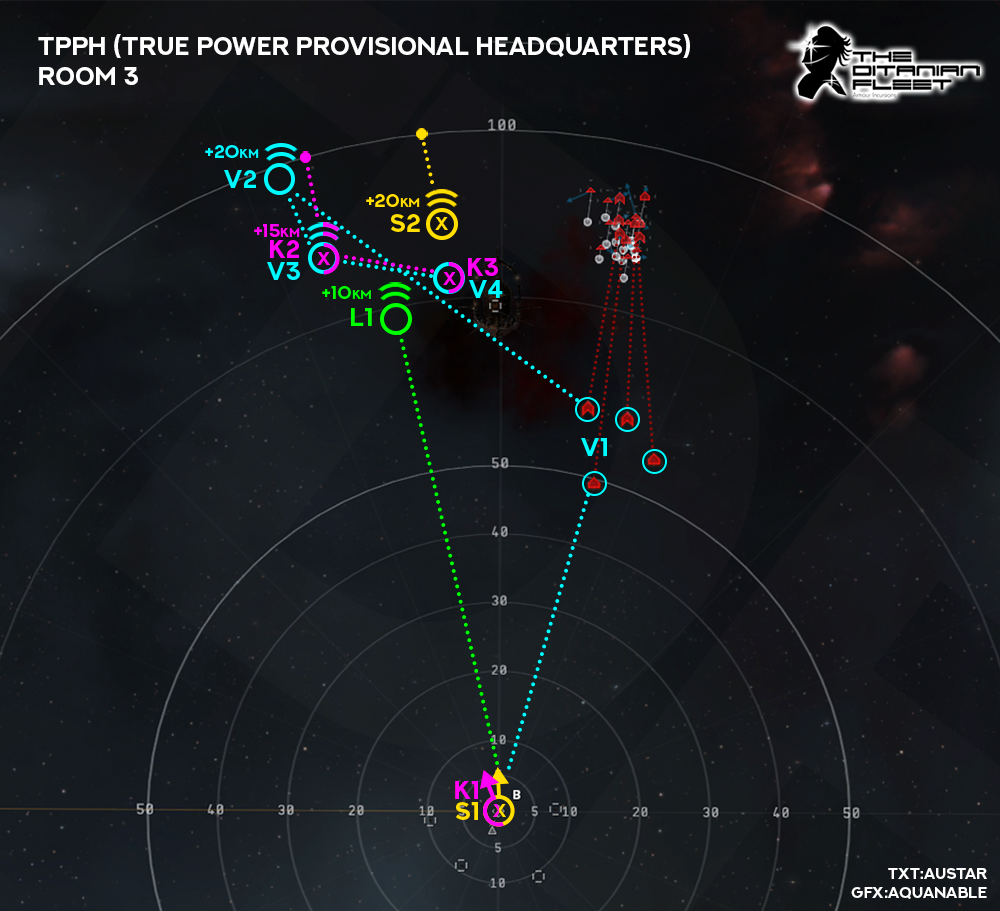 TPPH (TRUE POWER PROVISIONAL HEADQUARTERS)
ROOM 3
THE
DITANIAN
FLEET
100
+20KM
V2
+20KM
S2
X
+15KM
K2
V3
X
X
K3
V4
+10KM
L1
V1
50
40
30
20
10
K1
S1
X
B
50
40
30
20
10
5
10
20
30
40
50
5
10
TXT:AUSTAR
GFX:AQUANABLE